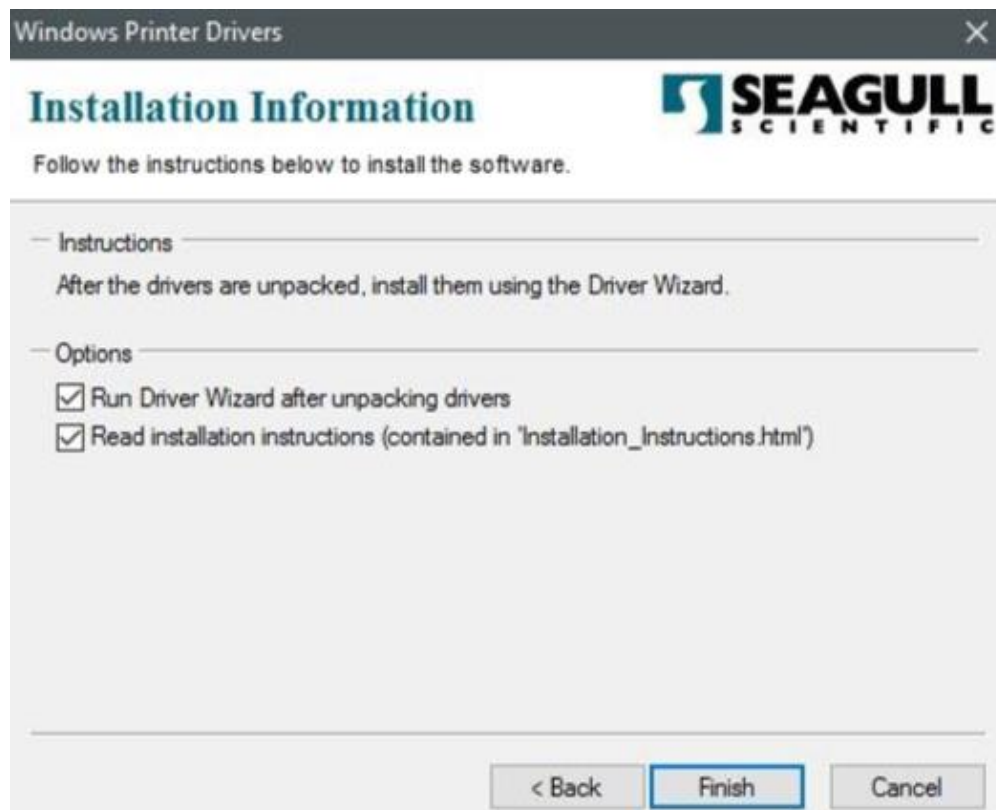 Windows Printer Drivers
Installation Information
SEAGULL
SCIENTIFIC
Follow the instructions below to install the software.
Instructions
After the drivers are unpacked, install them using the Driver Wizard.
Options
Run Driver Wizard after unpacking drivers
Read installation instructions (contained in 'Installation_Instructions.html')
< Back Finish Cancel